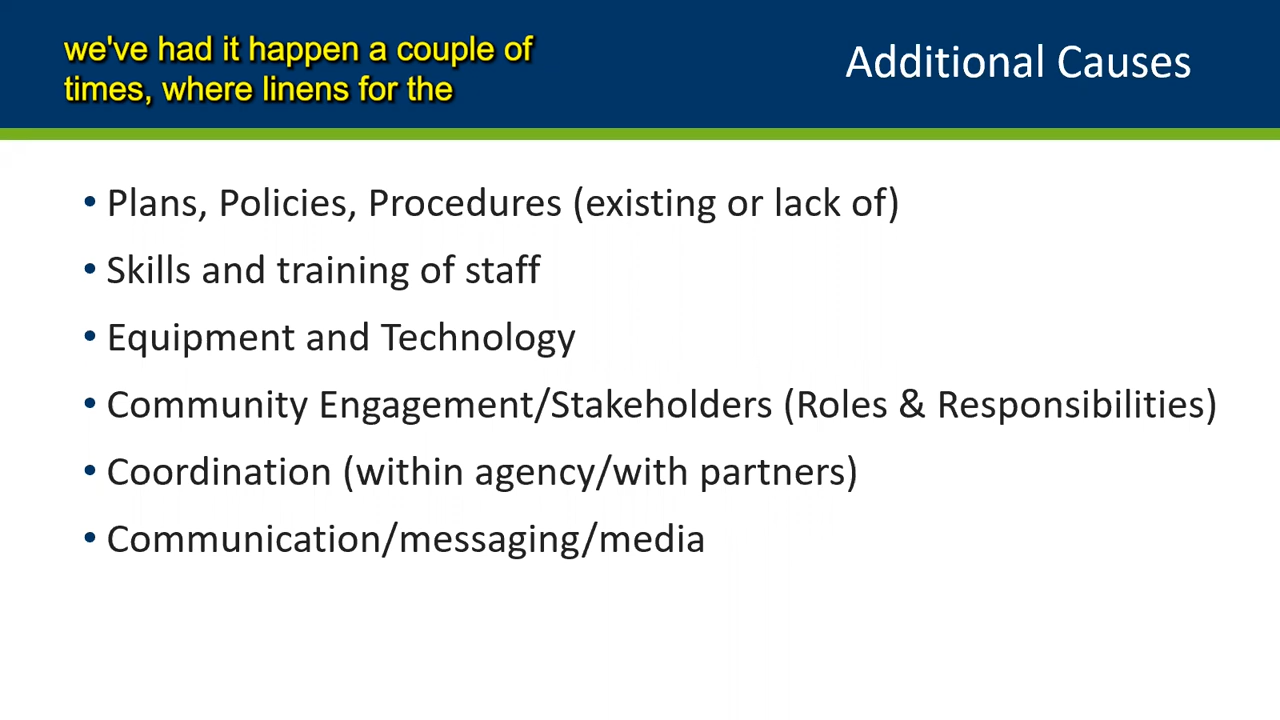 we've had it happen a couple of
times, where linens for the
Additional Causes
• Plans, Policies, Procedures (existing or lack of)
• Skills and training of staff
• Equipment and Technology
• Community Engagement/Stakeholders (Roles & Responsibilities)
• Coordination (within agency/with partners)
• Communication/messaging/media